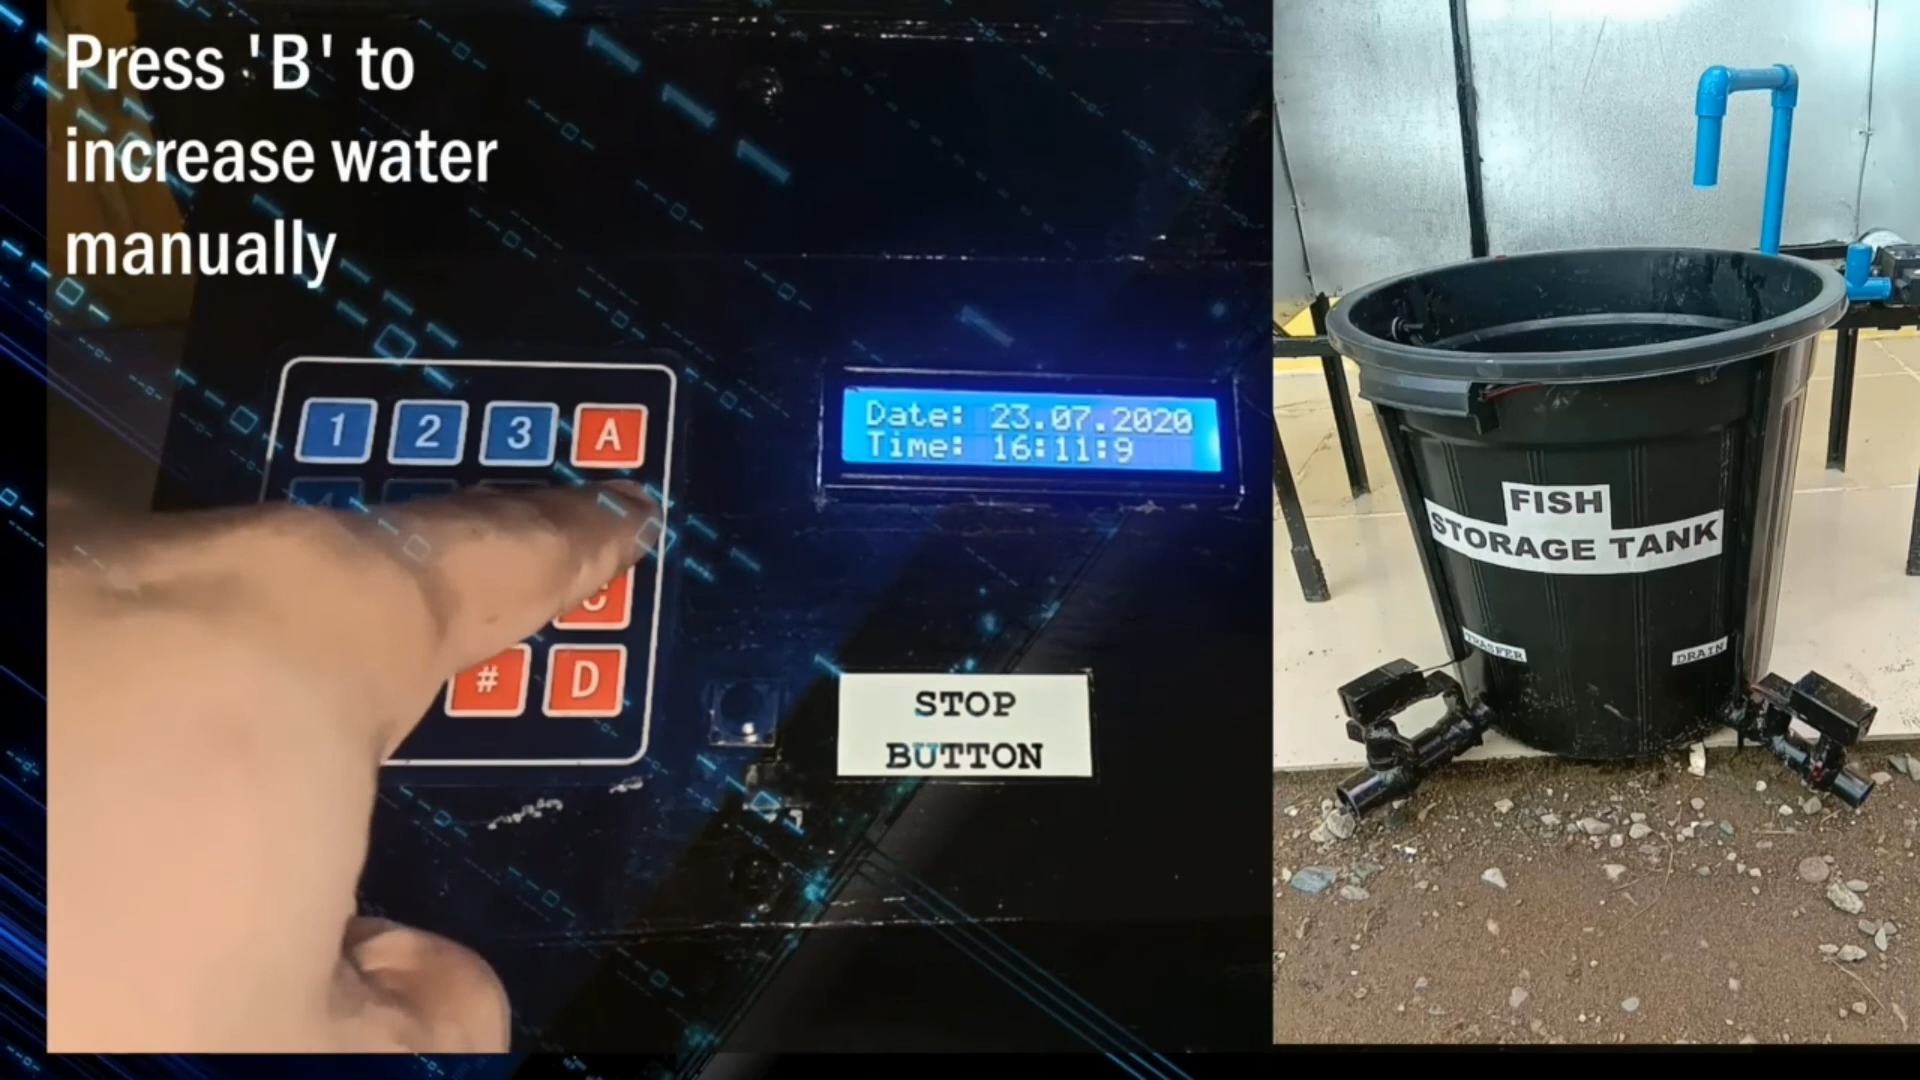 Press 'B' to
increase water
manually
1 2 3 A
C
# D
Date: 23.07.2020
Time: 16:11:9
STOP
BUTTON
FISH
STORAGE TANK
TRASFER
DRAIN